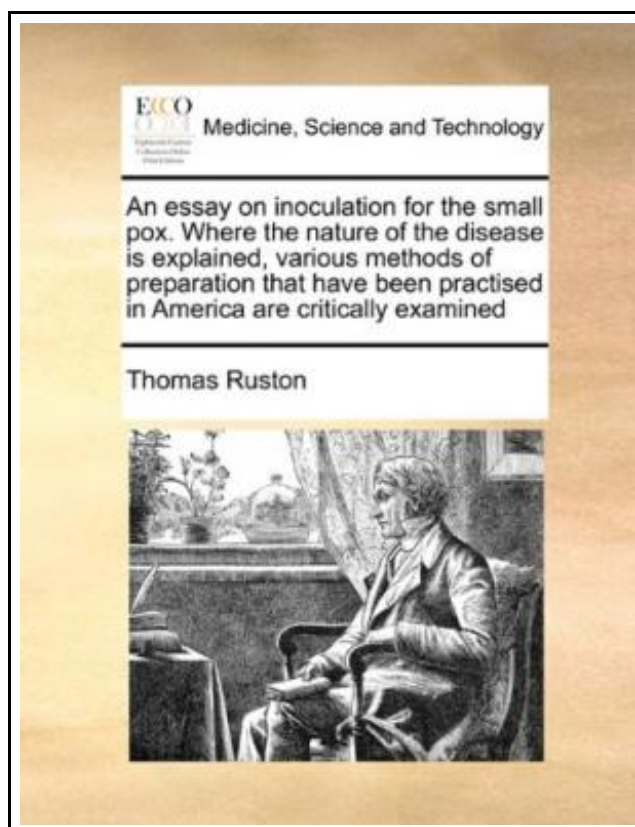 ECCO
Medicine, Science and Technology
An essay on inoculation for the small
pox. Where the nature of the disease
is explained, various methods of
preparation that have been practised
in America are critically examined
Thomas Ruston